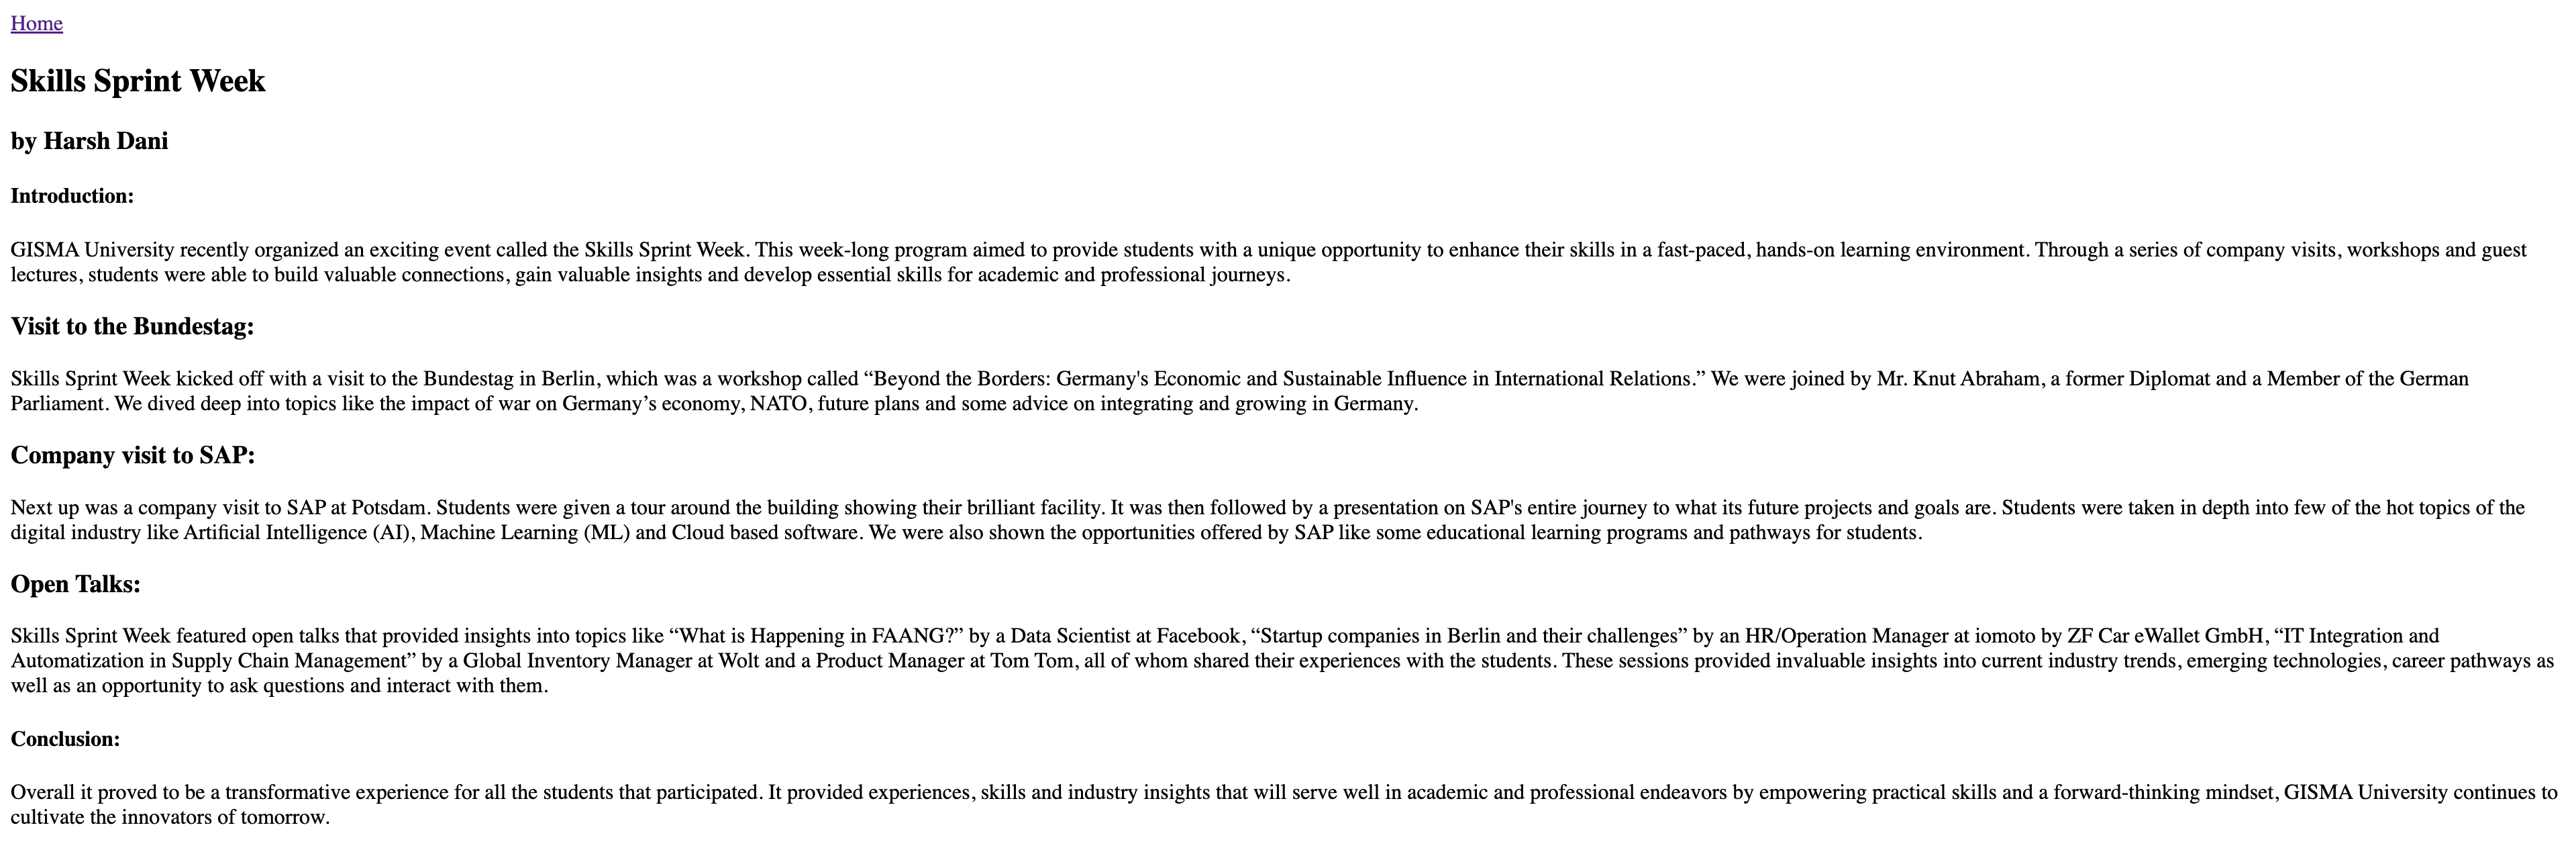 Home
Skills Sprint Week
by Harsh Dani
Introduction:
GISMA University recently organized an exciting event called the Skills Sprint Week. This week-long program aimed to provide students with a unique opportunity to enhance their skills in a fast-paced, hands-on learning environment. Through a series of company visits, workshops and guest
lectures, students were able to build valuable connections, gain valuable insights and develop essential skills for academic and professional journeys.
Visit to the Bundestag:
Skills Sprint Week kicked off with a visit to the Bundestag in Berlin, which was a workshop called “Beyond the Borders: Germany's Economic and Sustainable Influence in International Relations.” We were joined by Mr. Knut Abraham, a former Diplomat and a Member of the German
Parliament. We dived deep into topics like the impact of war on Germany’s economy, NATO, future plans and some advice on integrating and growing in Germany.
Company visit to SAP:
Next up was a company visit to SAP at Potsdam. Students were given a tour around the building showing their brilliant facility. It was then followed by a presentation on SAP's entire journey to what its future projects and goals are. Students were taken in depth into few of the hot topics of the
digital industry like Artificial Intelligence (AI), Machine Learning (ML) and Cloud based software. We were also shown the opportunities offered by SAP like some educational learning programs and pathways for students.
Open Talks:
Skills Sprint Week featured open talks that provided insights into topics like “What is Happening in FAANG?” by a Data Scientist at Facebook, “Startup companies in Berlin and their challenges” by an HR/Operation Manager at iomoto by ZF Car eWallet GmbH, “IT Integration and
Automatization in Supply Chain Management” by a Global Inventory Manager at Wolt and a Product Manager at Tom Tom, all of whom shared their experiences with the students. These sessions provided invaluable insights into current industry trends, emerging technologies, career pathways as
well as an opportunity to ask questions and interact with them.
Conclusion:
Overall it proved to be a transformative experience for all the students that participated. It provided experiences, skills and industry insights that will serve well in academic and professional endeavors by empowering practical skills and a forward-thinking mindset, GISMA University continues to
cultivate the innovators of tomorrow.